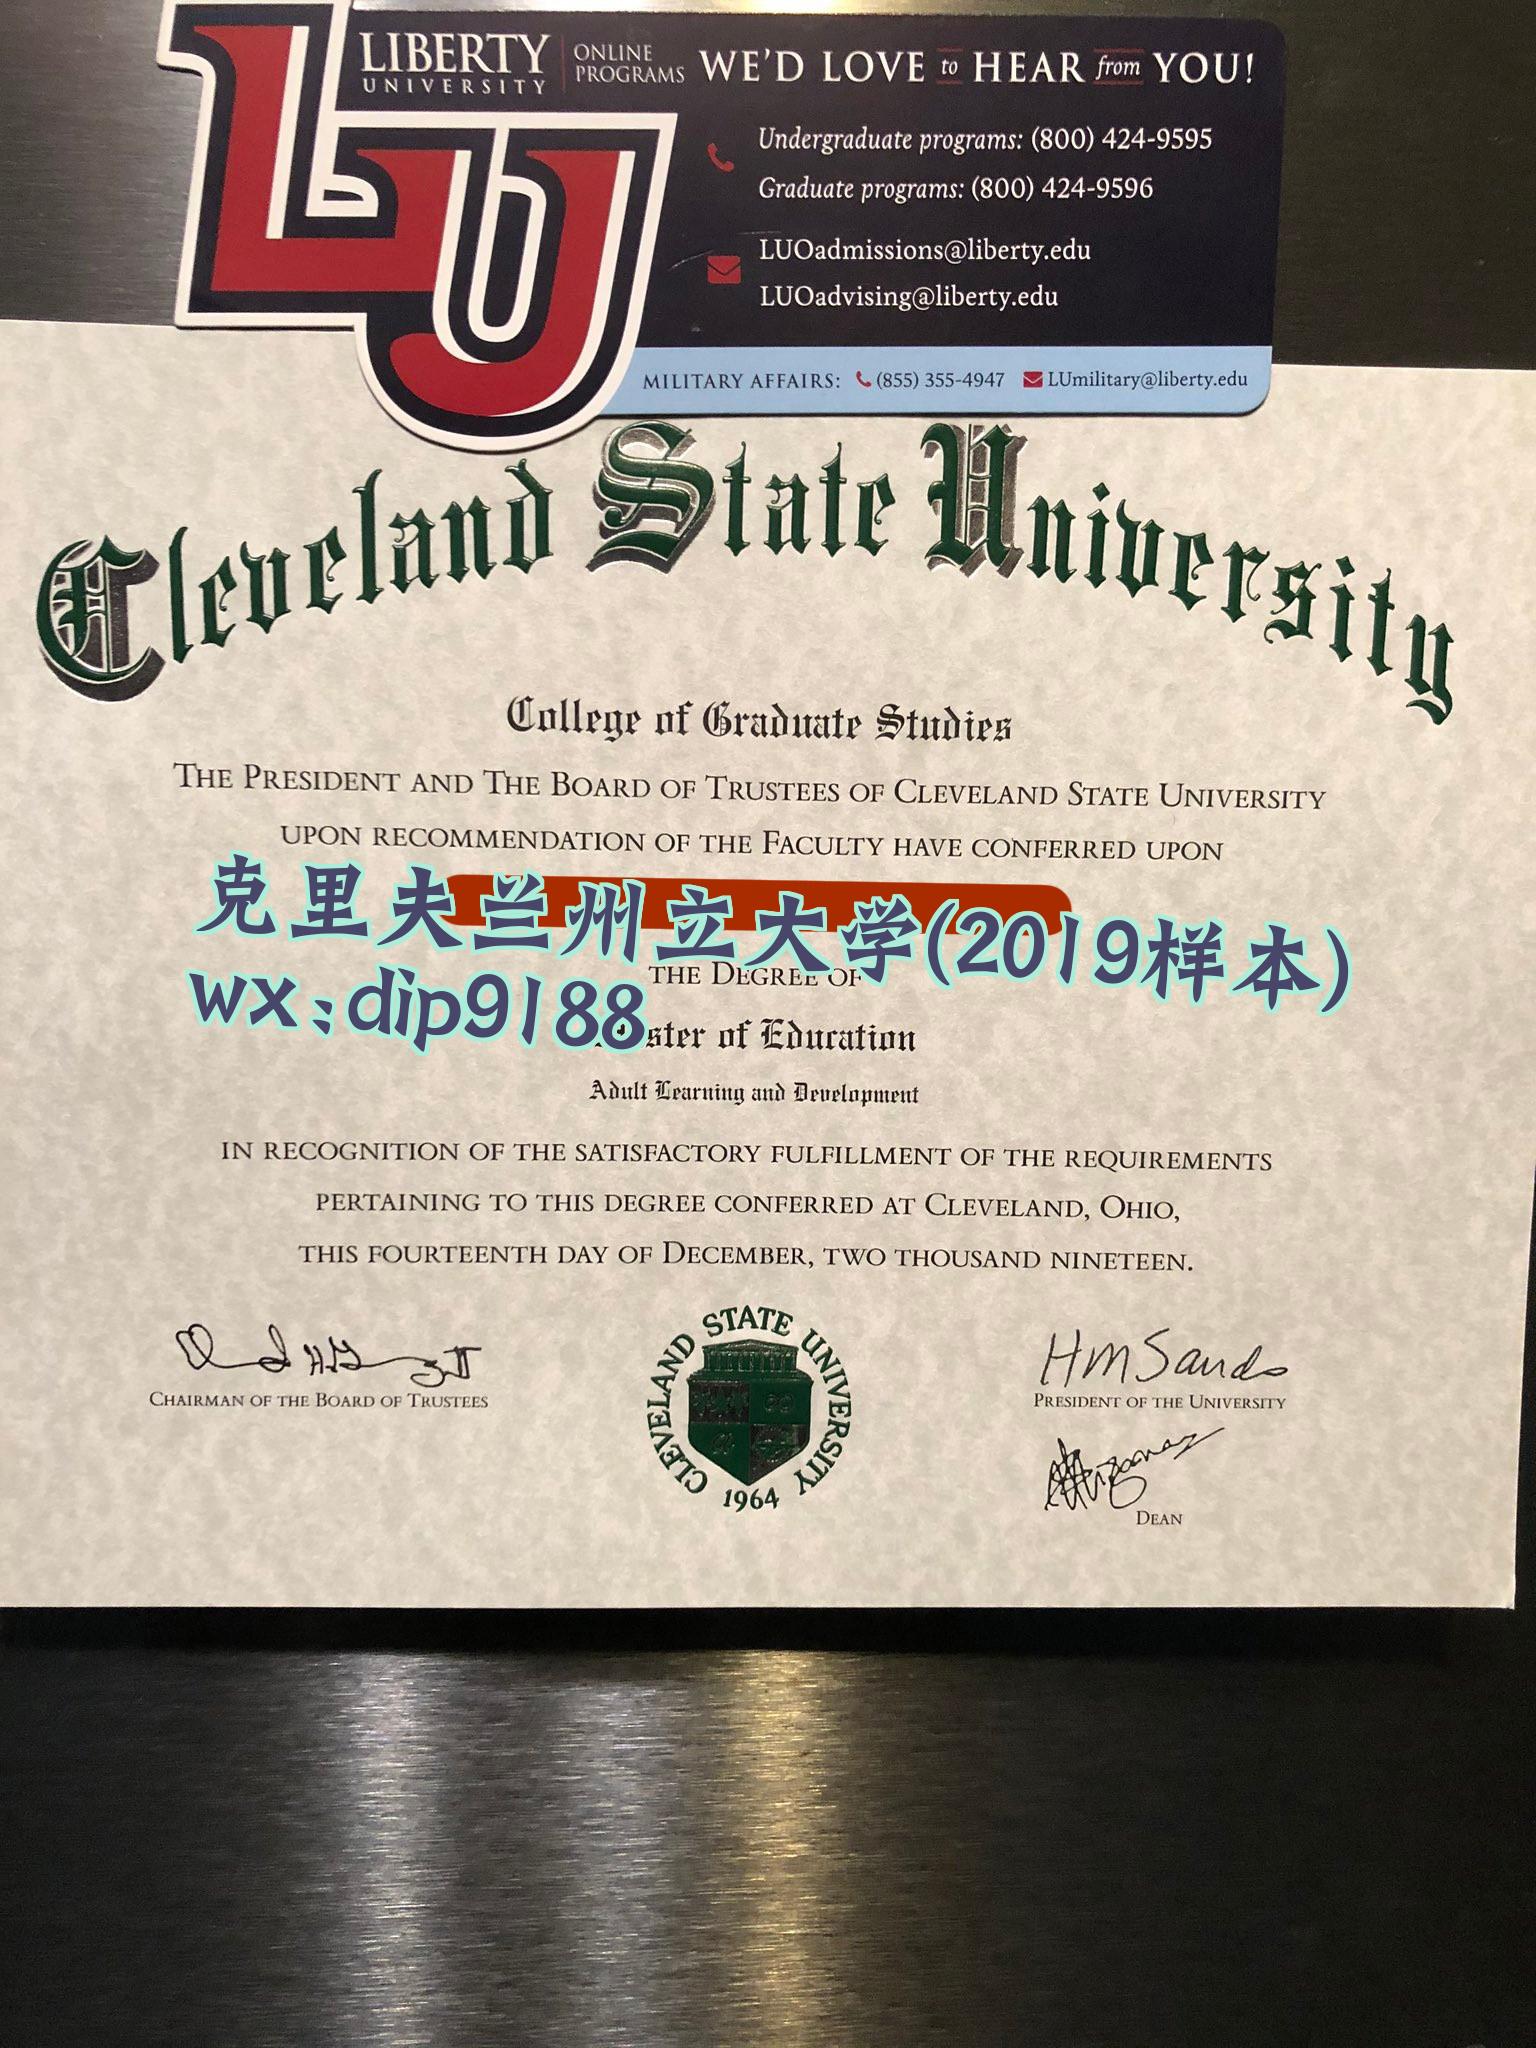 LIBERTY
UNIVERSITY
ONLINE
PROGRAMS
WE'D LOVE to HEAR from YOU!
Undergraduate programs: (800) 424-9595
Graduate programs: (800) 424-9596
LUOadmissions@liberty.edu
LUOadvising@liberty.edu
MILITARY AFFAIRS: (855) 355-4947 LUmilitary@liberty.edu
Cleveland State University
College of Graduate Studies
THE PRESIDENT AND THE BOARD OF TRUSTEES OF CLEVELAND STATE UNIVERSITY
UPON RECOMMENDATION OF THE FACULTY HAVE CONFERRED UPON
克里夫兰州立大学(2019样本)
THE DEGREE OF
wx:dip9188
of Education
Adult Learning and Development
IN RECOGNITION OF THE SATISFACTORY FULFILLMENT OF THE REQUIREMENTS
PERTAINING TO THIS DEGREE CONFERRED AT CLEVELAND, OHIO,
THIS FOURTEENTH DAY OF DECEMBER, TWO THOUSAND NINETEEN.
HM Sands
CHAIRMAN OF THE BOARD OF TRUSTEES
PRESIDENT OF THE UNIVERSITY
CLEVELAND STATE UNIVERSITY
1964
DEAN